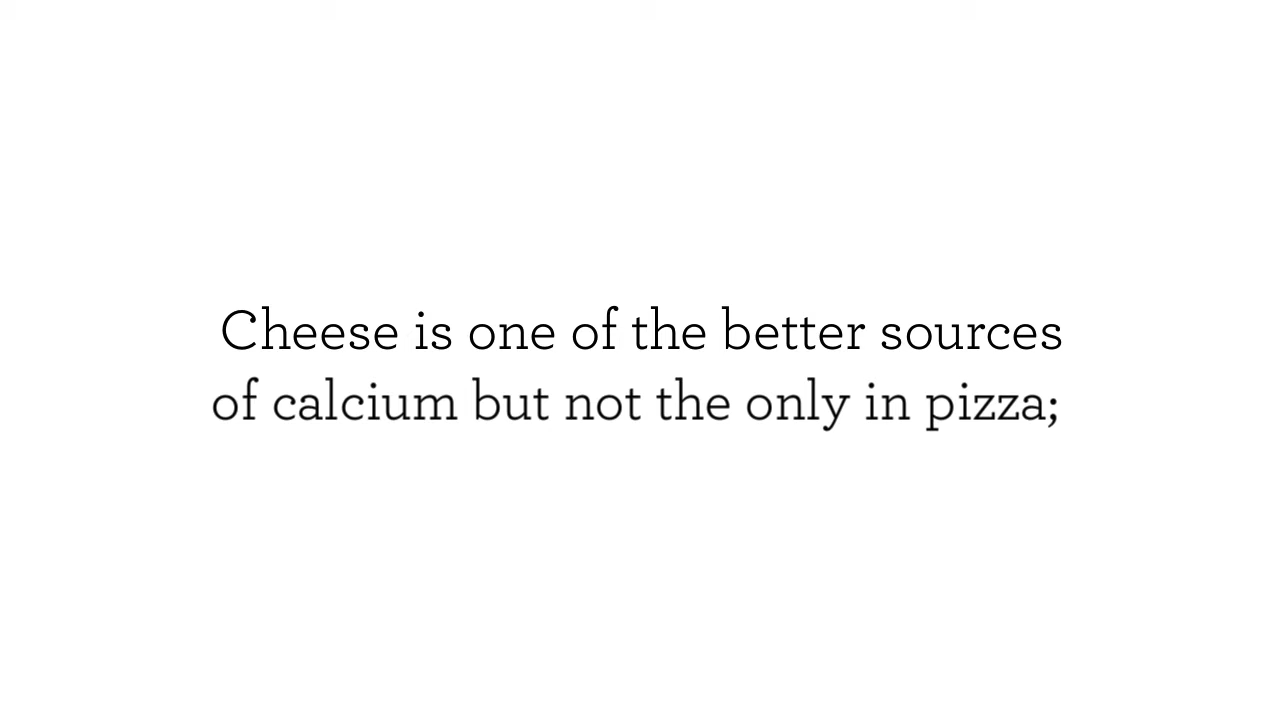 Cheese is one of the better sources
of calcium but not the only in pizza;